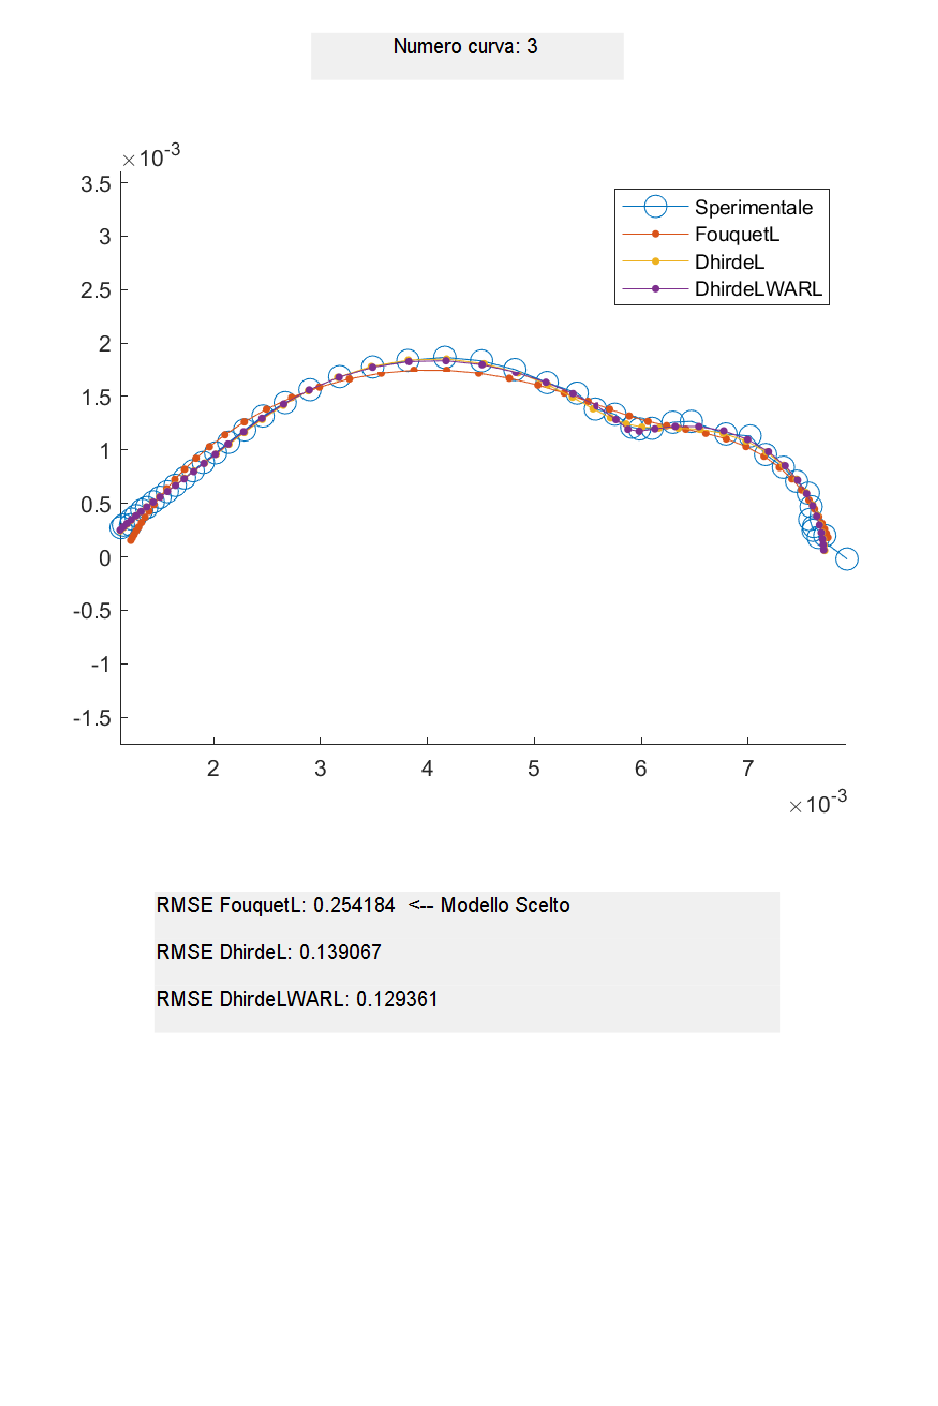 Numero curva: 3
×10-3
3.5
3
2.5
2
1.5
1
0.5
0
-0.5
-1
-1.5
Sperimentale
FouquetL
DhirdeL
DhirdeLWARL
2 3 4 5 6 7
×10-3
RMSE FouquetL: 0.254184 <-- Modello Scelto
RMSE DhirdeL: 0.139067
RMSE DhirdeLWARL: 0.129361